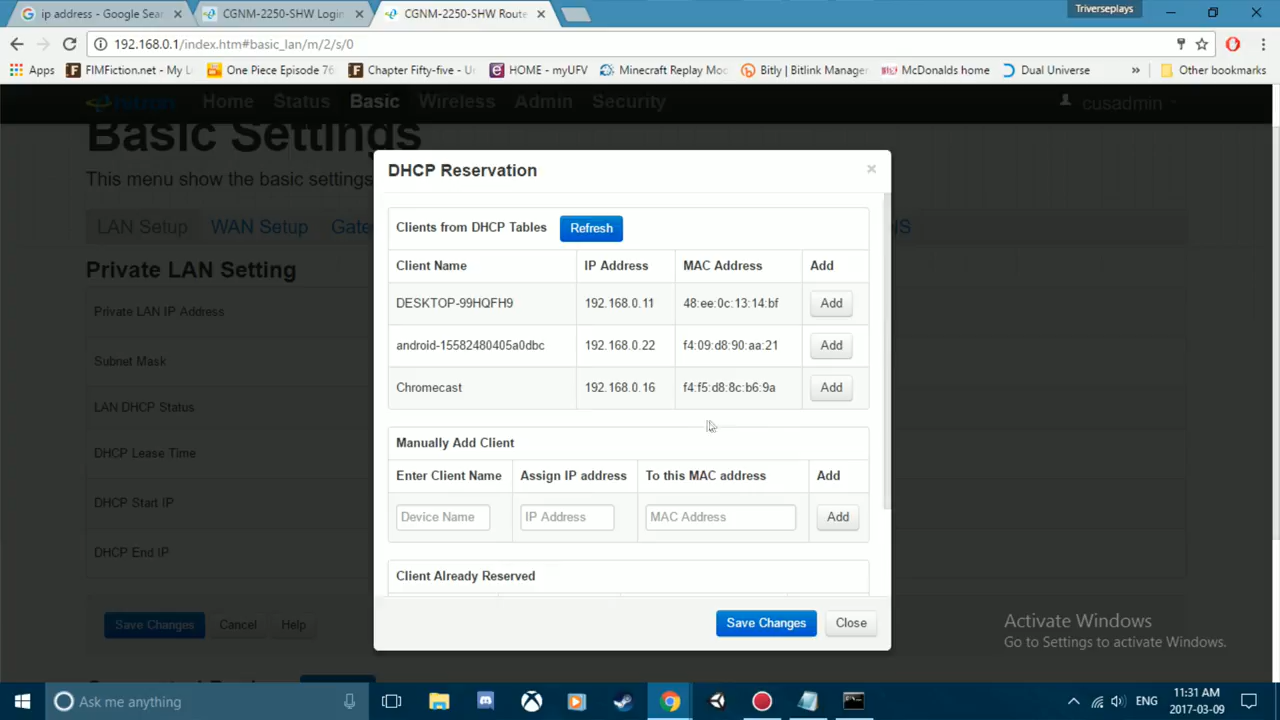 Triverseplays
ip address - Google Sear
CGNM-2250-SHW Login
CGNM-2250-SHW Route
192.168.0.1/index.htm#basic_lan/m/2/s/0
Apps
FIMFiction.net - My L
One Piece Episode 76
Chapter Fifty-five - U
HOME - myUFV
Minecraft Replay Mo
Bitly | Bitlink Manage
McDonalds home
Dual Universe
»
Other bookmarks
Home Status Basic Wireless Admin Security
cusadmin
Basic Settings
This menu show the basic settings
LAN Setup WAN Setup Gate
Private LAN Setting
Private LAN IP Address
Subnet Mask
LAN DHCP Status
DHCP Lease Time
DHCP Start IP
DHCP End IP
Save Changes Cancel Help
DHCP Reservation ×
Clients from DHCP Tables Refresh
Client Name IP Address MAC Address Add
DESKTOP-99HQFH9 192.168.0.11 48:ee:0c:13:14:bf Add
android-15582480405a0dbc 192.168.0.22 f4:09:d8:90:aa:21 Add
Chromecast 192.168.0.16 f4:f5:d8:8c:b6:9a Add
Manually Add Client
Enter Client Name Assign IP address To this MAC address Add
Device Name IP Address MAC Address Add
Client Already Reserved
Save Changes Close
Activate Windows
Go to Settings to activate Windows.
Ask me anything
ENG
11:31 AM
2017-03-09